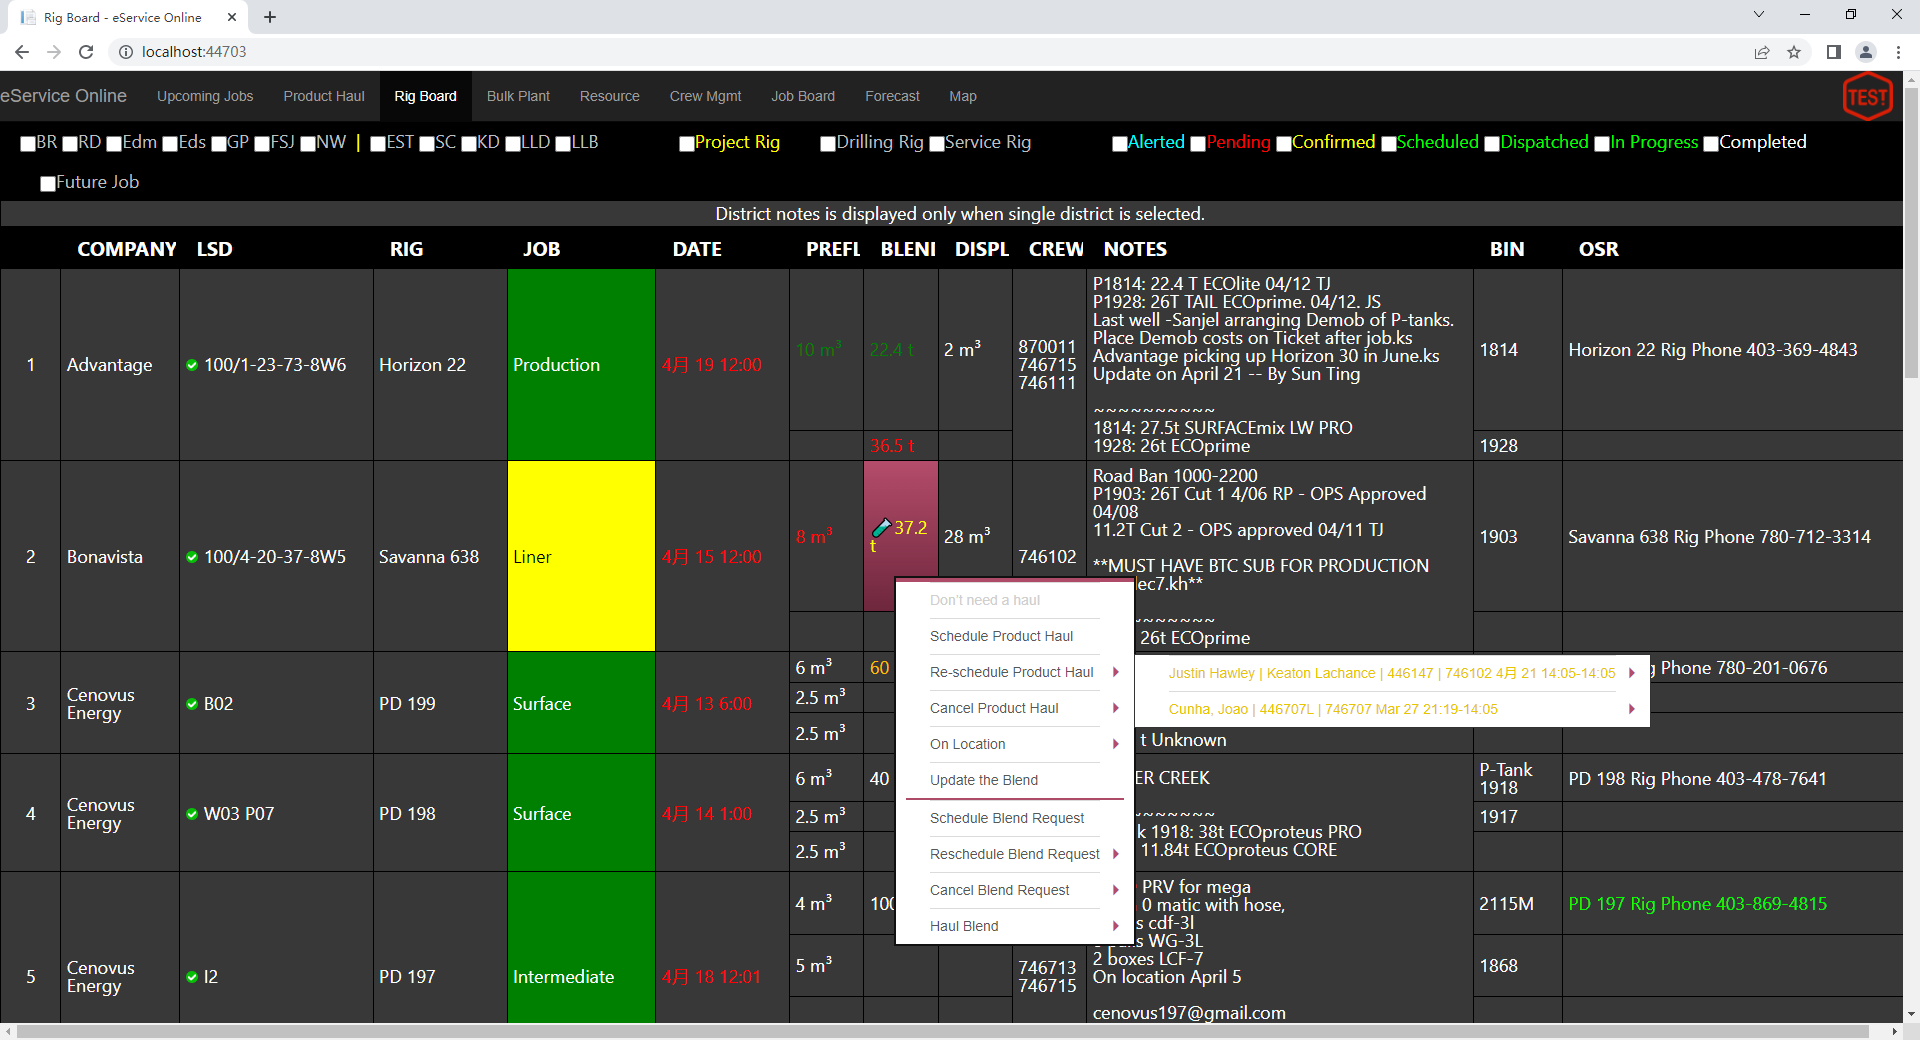 Rig Board - eService Online
localhost:44703
eService Online Upcoming Jobs Product Haul Rig Board Bulk Plant Resource Crew Mgmt Job Board Forecast Map TEST!
BR RD Edm Eds GP FSJ NW | EST SC KD LLD LLB Project Rig Drilling Rig Service Rig Alerted Pending Confirmed Scheduled Dispatched In Progress Completed
Future Job
District notes is displayed only when single district is selected.
COMPANY LSD RIG JOB DATE PREFL BLENI DISPL CREW NOTES BIN OSR
1 Advantage 100/1-23-73-8W6 Horizon 22 Production 4月 19 12:00
10 m³ 22.4 t 2 m³
36.5 t
870011
746715
746111
P1814: 22.4 T ECOlite 04/12 TJ
P1928: 26T TAIL ECOprime. 04/12. JS
Last well -Sanjel arranging Demob of P-tanks.
Place Demob costs on Ticket after job.ks
Advantage picking up Horizon 30 in June.ks
Update on April 21 -- By Sun Ting
~~~~~~~~~~
1814: 27.5t SURFACEmix LW PRO
1928: 26t ECOprime
1814 Horizon 22 Rig Phone 403-369-4843
1928
2 Bonavista 100/4-20-37-8W5 Savanna 638 Liner 4月 15 12:00
8 m³ 37.2
t
28 m³
746102
Road Ban 1000-2200
P1903: 26T Cut 1 4/06 RP - OPS Approved
04/08
11.2T Cut 2 - OPS approved 04/11 TJ
**MUST HAVE BTC SUB FOR PRODUCTION
lec7.kh**
~~~~~~~
26t ECOprime
1903 Savanna 638 Rig Phone 780-712-3314
Don't need a haul
Schedule Product Haul
Re-schedule Product Haul
Cancel Product Haul
On Location
Update the Blend
Schedule Blend Request
Reschedule Blend Request
Cancel Blend Request
Haul Blend
Justin Hawley | Keaton Lachance | 446147 | 746102 4月 21 14:05-14:05
Cunha, Joao | 446707L | 746707 Mar 27 21:19-14:05
3 Cenovus
Energy
B02 PD 199 Surface 4月 13 6:00
6 m³ 60
2.5 m³
2.5 m³
t Unknown
g Phone 780-201-0676
4 Cenovus
Energy
W03 P07 PD 198 Surface 4月 14 1:00
6 m³ 40
2.5 m³
2.5 m³
ER CREEK
~~~~~~~
k 1918: 38t ECOproteus PRO
11.84t ECOproteus CORE
P-Tank
1918
PD 198 Rig Phone 403-478-7641
1917
5 Cenovus
Energy
I2 PD 197 Intermediate 4月 18 12:01
4 m³ 100
5 m³
746713
746715
PRV for mega
0 matic with hose,
s cdf-3l
WG-3L
2 boxes LCF-7
On location April 5
cenovus197@gmail.com
2115M PD 197 Rig Phone 403-869-4815
1868